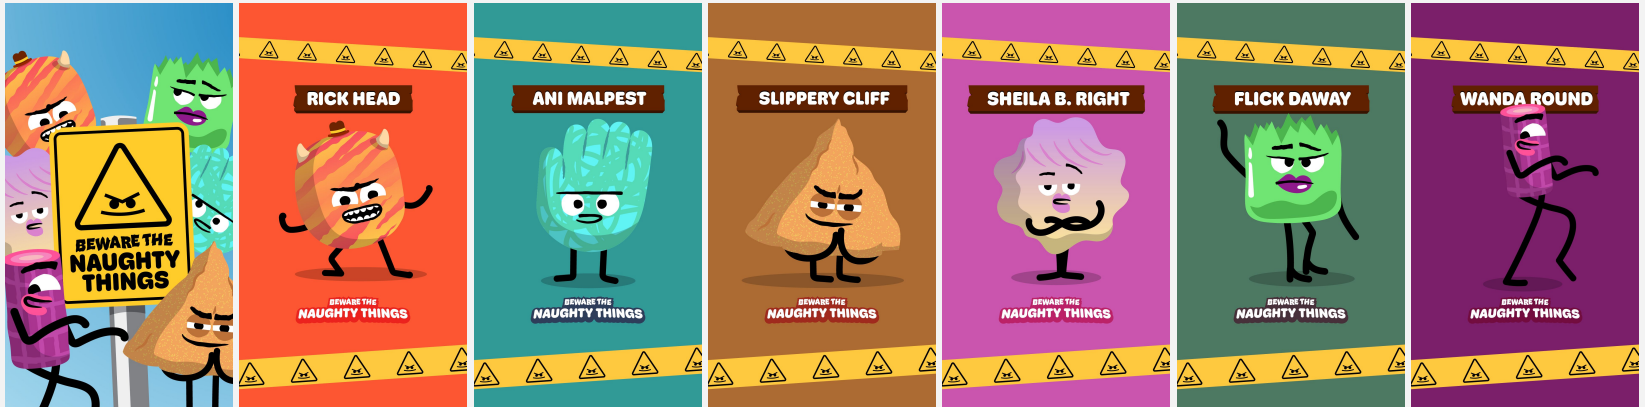 BEWARE THE
NAUGHTY
THINGS
RICK HEAD
BEWARE THE
NAUGHTY THINGS
ANI MALPEST
BEWARE THE
NAUGHTY THINGS
SLIPPERY CLIFF
BEWARE THE
NAUGHTY THINGS
SHEILA B. RIGHT
BEWARE THE
NAUGHTY THINGS
FLICK DAWAY
BEWARE THE
NAUGHTY THINGS
WANDA ROUND
BEWARE THE
NAUGHTY THINGS